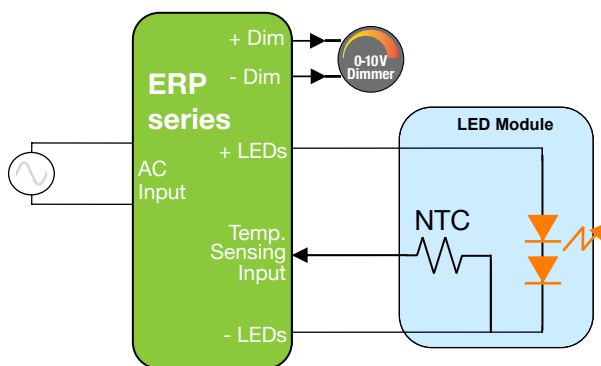 + Dim
- Dim
0-10V
Dimmer
ERP
series
LED Module
+ LEDs
AC
Input
NTC
Temp.
Sensing
Input
- LEDs